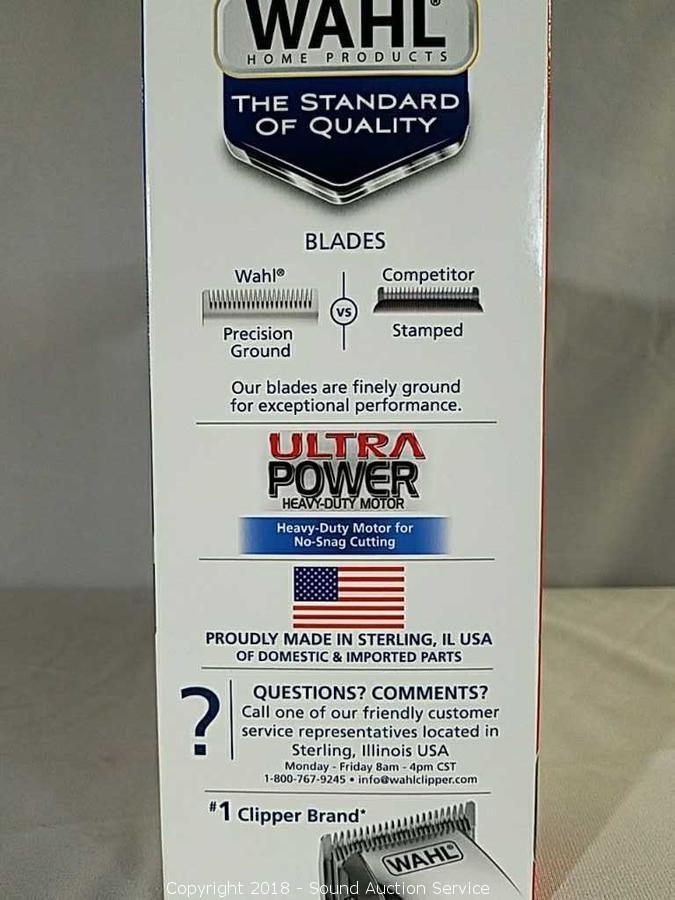 WAHL®
HOME PRODUCTS
THE STANDARD
OF QUALITY
BLADES
Wahl®
Precision
Ground
vs
Competitor
Stamped
Our blades are finely ground
for exceptional performance.
ULTRA
POWER
HEAVY-DUTY MOTOR
Heavy-Duty Motor for
No-Snag Cutting
PROUDLY MADE IN STERLING, IL USA
OF DOMESTIC & IMPORTED PARTS
?
QUESTIONS? COMMENTS?
Call one of our friendly customer
service representatives located in
Sterling, Illinois USA
Monday - Friday 8am - 4pm CST
1-800-767-9245 • info@wahlclipper.com
#1 Clipper Brand*
WAHL
Copyright 2018 - Sound Auction Service